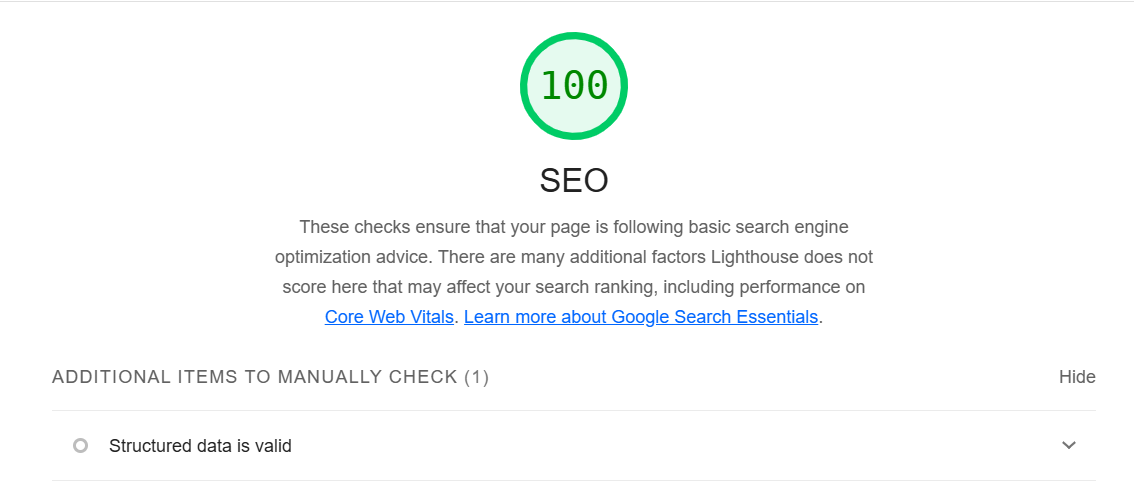 100
SEO
These checks ensure that your page is following basic search engine
optimization advice. There are many additional factors Lighthouse does not
score here that may affect your search ranking, including performance on
Core Web Vitals. Learn more about Google Search Essentials.
ADDITIONAL ITEMS TO MANUALLY CHECK (1) Hide
Structured data is valid